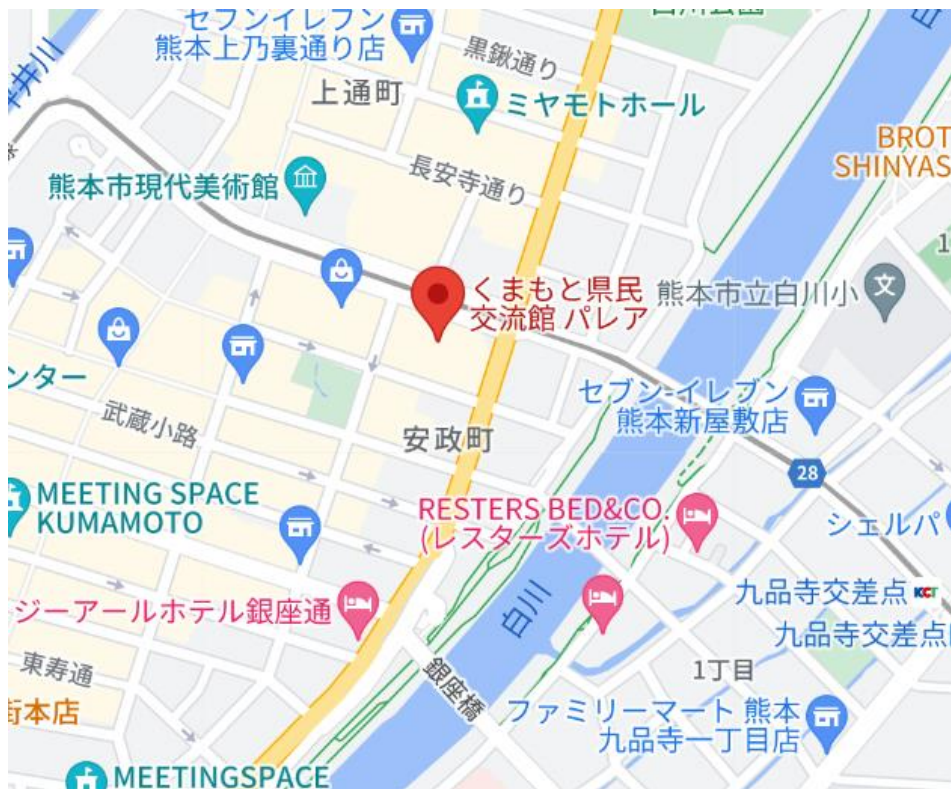 セブンイレブン
熊本上乃裏通り店
黒鍬通り
白川公園
上通町
ミヤモトホール
BROT
SHINYAS
長安寺通り
熊本市現代美術館
くまもと県民
交流館 パレア
熊本市立白川小
文
1
ンター
武蔵小路
安政町
セブン-イレブン
熊本新屋敷店
28
MEETING SPACE
KUMAMOTO
RESTERS BED&CO.
(レスターズホテル)
シェルパ
白川
九品寺交差点
KCT
九品寺交差点
ジーアールホテル銀座通
東寿通
銀座橋
1丁目
街本店
ファミリーマート 熊本
九品寺一丁目店
MEETINGSPACE